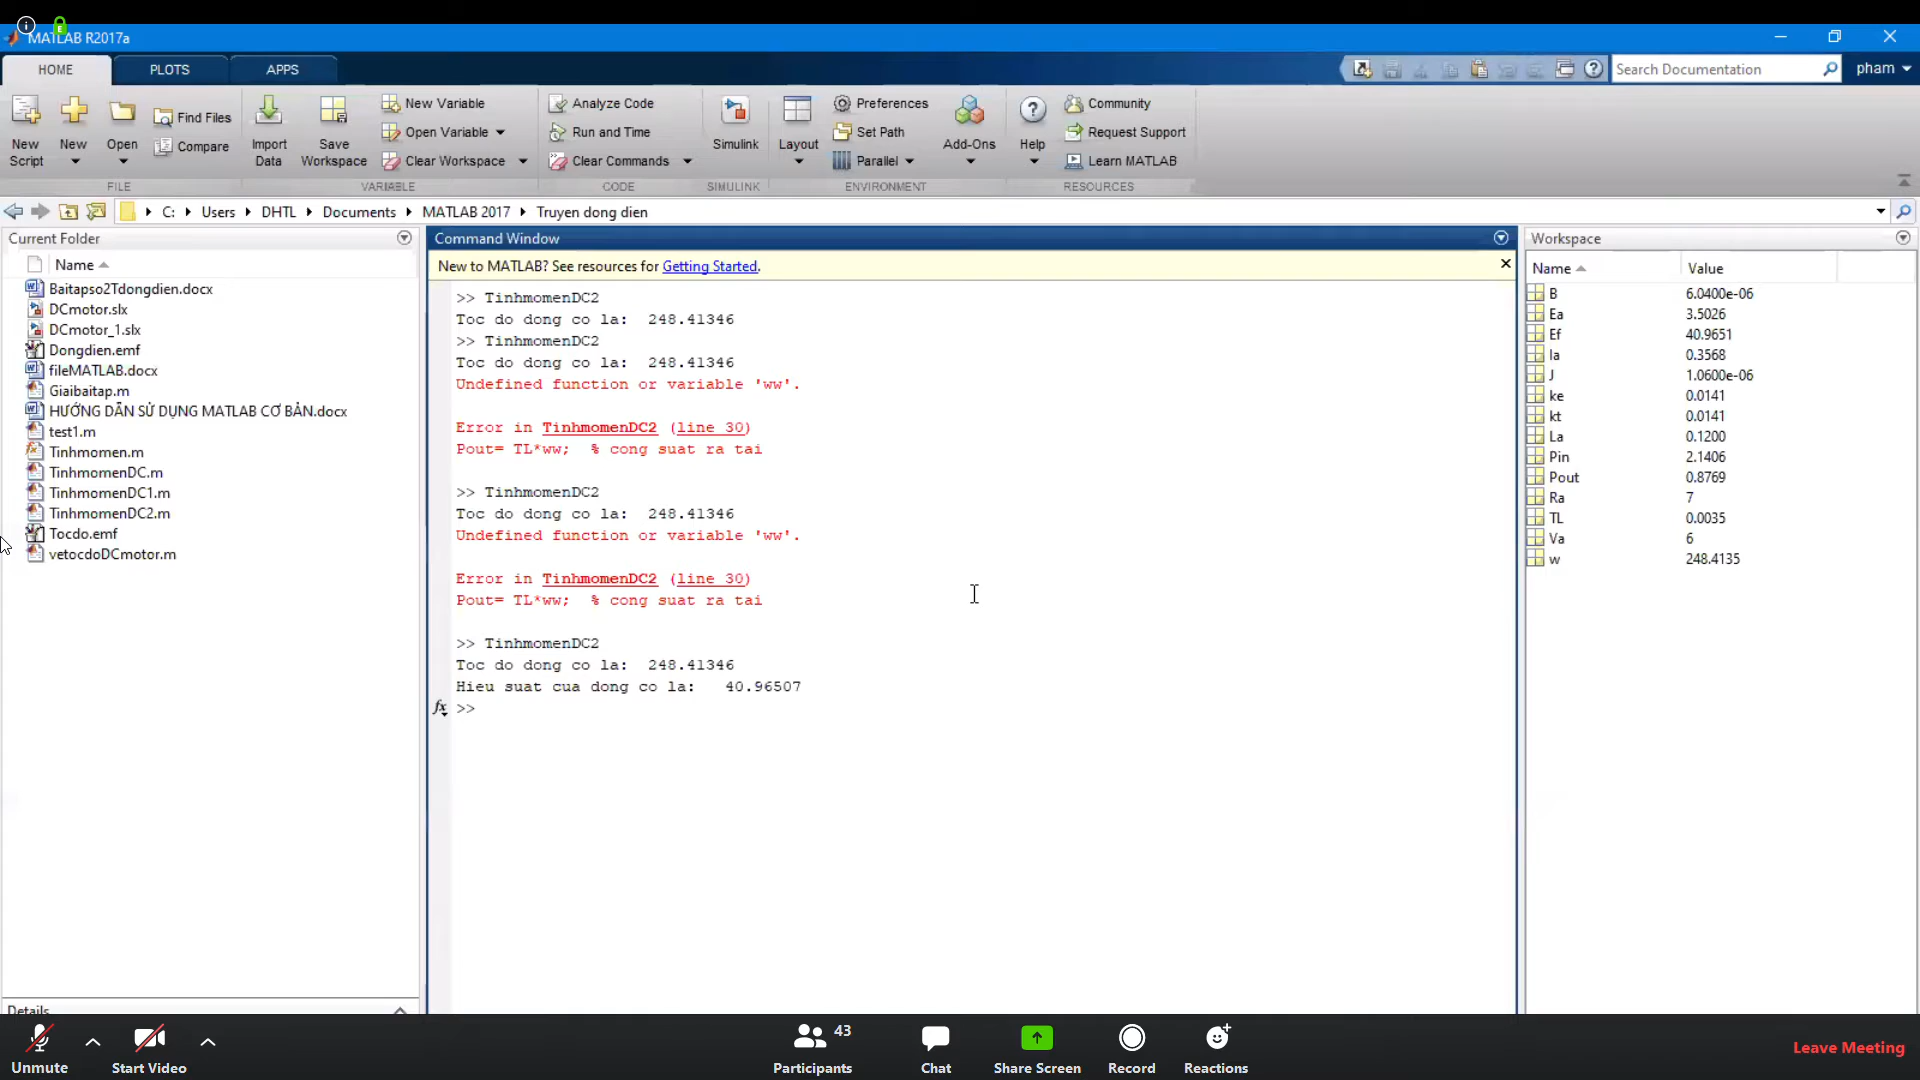 MATLAB R2017a
HOME
PLOTS
APPS
Search Documentation
pham
New Script
New
Open
Find Files
Compare
Import Data
Save Workspace
New Variable
Open Variable
Clear Workspace
Analyze Code
Run and Time
Clear Commands
Simulink
Layout
Preferences
Set Path
Parallel
Add-Ons
Help
Community
Request Support
Learn MATLAB
FILE
VARIABLE
CODE
SIMULINK
ENVIRONMENT
RESOURCES
C: Users DHTL Documents MATLAB 2017 Truyen dong dien
Current Folder
Name
Baitapso2Tdongdien.docx
DCmotor.slx
DCmotor_1.slx
Dongdien.emf
fileMATLAB.docx
Giaibaitap.m
HƯỚNG DẪN SỬ DỤNG MATLAB CƠ BẢN.docx
test1.m
Tinhmomen.m
TinhmomenDC.m
TinhmomenDC1.m
TinhmomenDC2.m
Tocdo.emf
vetocdoDCmotor.m
Details
Command Window
New to MATLAB? See resources for Getting Started.
>> TinhmomenDC2
Toc do dong co la:  248.41346
>> TinhmomenDC2
Toc do dong co la:  248.41346
Undefined function or variable 'ww'.
Error in TinhmomenDC2 (line 30)
Pout= TL*ww;  % cong suat ra tai
>> TinhmomenDC2
Toc do dong co la:  248.41346
Undefined function or variable 'ww'.
Error in TinhmomenDC2 (line 30)
Pout= TL*ww;  % cong suat ra tai
>> TinhmomenDC2
Toc do dong co la:  248.41346
Hieu suat cua dong co la:   40.96507
fx >>
Workspace
Name Value
B 6.0400e-06
Ea 3.5026
Ef 40.9651
Ia 0.3568
J 1.0600e-06
ke 0.0141
kt 0.0141
La 0.1200
Pin 2.1406
Pout 0.8769
Ra 7
TL 0.0035
Va 6
w 248.4135
Unmute
Start Video
43
Participants
Chat
Share Screen
Record
Reactions
Leave Meeting